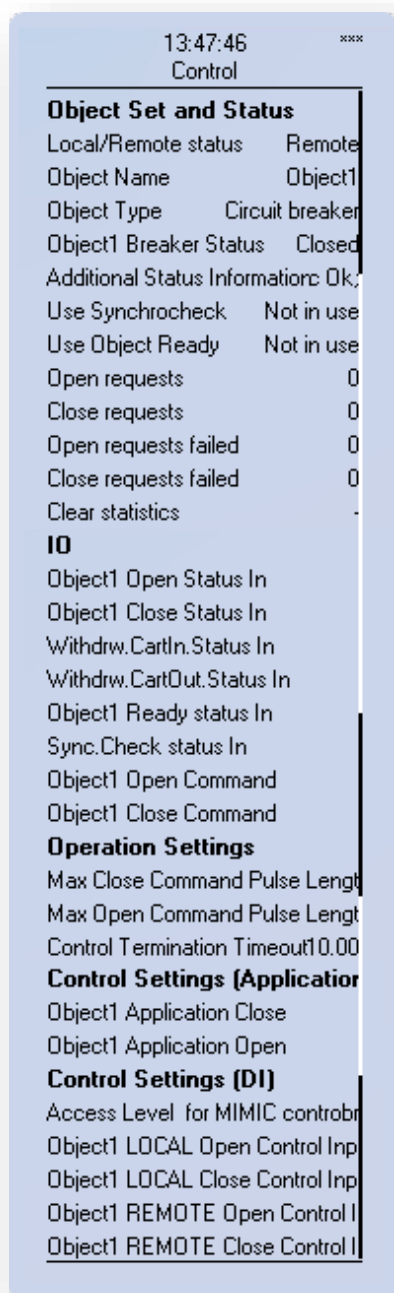 13:47:46 ***
Control
Object Set and Status
Local/Remote status Remote
Object Name Object1
Object Type Circuit breaker
Object1 Breaker Status Closed
Additional Status Informationc Ok,
Use Synchrocheck Not in use
Use Object Ready Not in use
Open requests 0
Close requests 0
Open requests failed 0
Close requests failed 0
Clear statistics -
IO
Object1 Open Status In
Object1 Close Status In
Withdrw.CartIn.Status In
Withdrw.CartOut.Status In
Object1 Ready status In
Sync.Check status In
Object1 Open Command
Object1 Close Command
Operation Settings
Max Close Command Pulse Lengt
Max Open Command Pulse Lengt
Control Termination Timeout10.00
Control Settings (Application
Object1 Application Close
Object1 Application Open
Control Settings (DI)
Access Level for MIMIC controbr
Object1 LOCAL Open Control Inp
Object1 LOCAL Close Control Inp
Object1 REMOTE Open Control I
Object1 REMOTE Close Control I